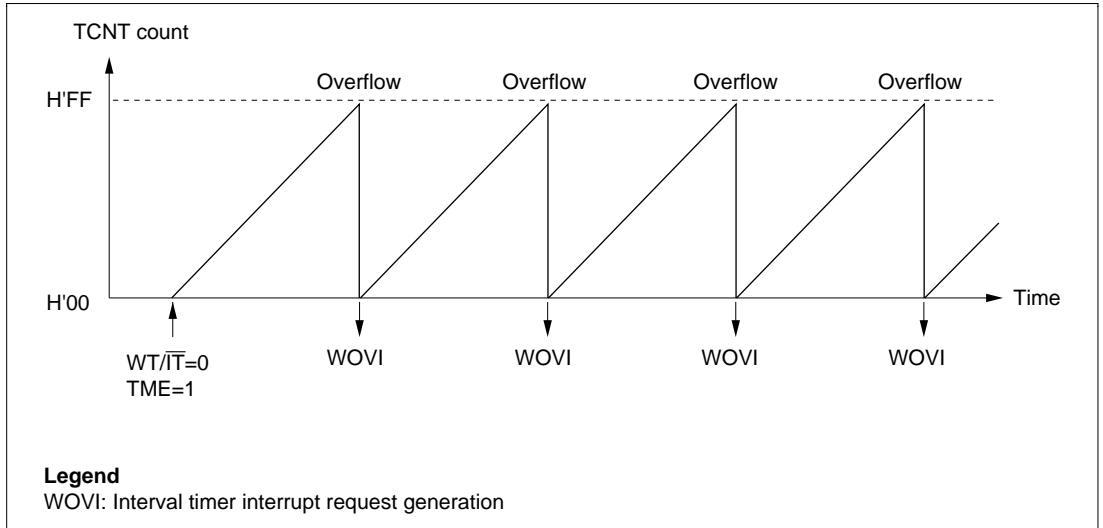 TCNT count
Overflow Overflow Overflow Overflow
H'FF
H'00
Time
WT/I̅T̅=0
TME=1
WOVI WOVI WOVI WOVI
Legend
WOVI: Interval timer interrupt request generation